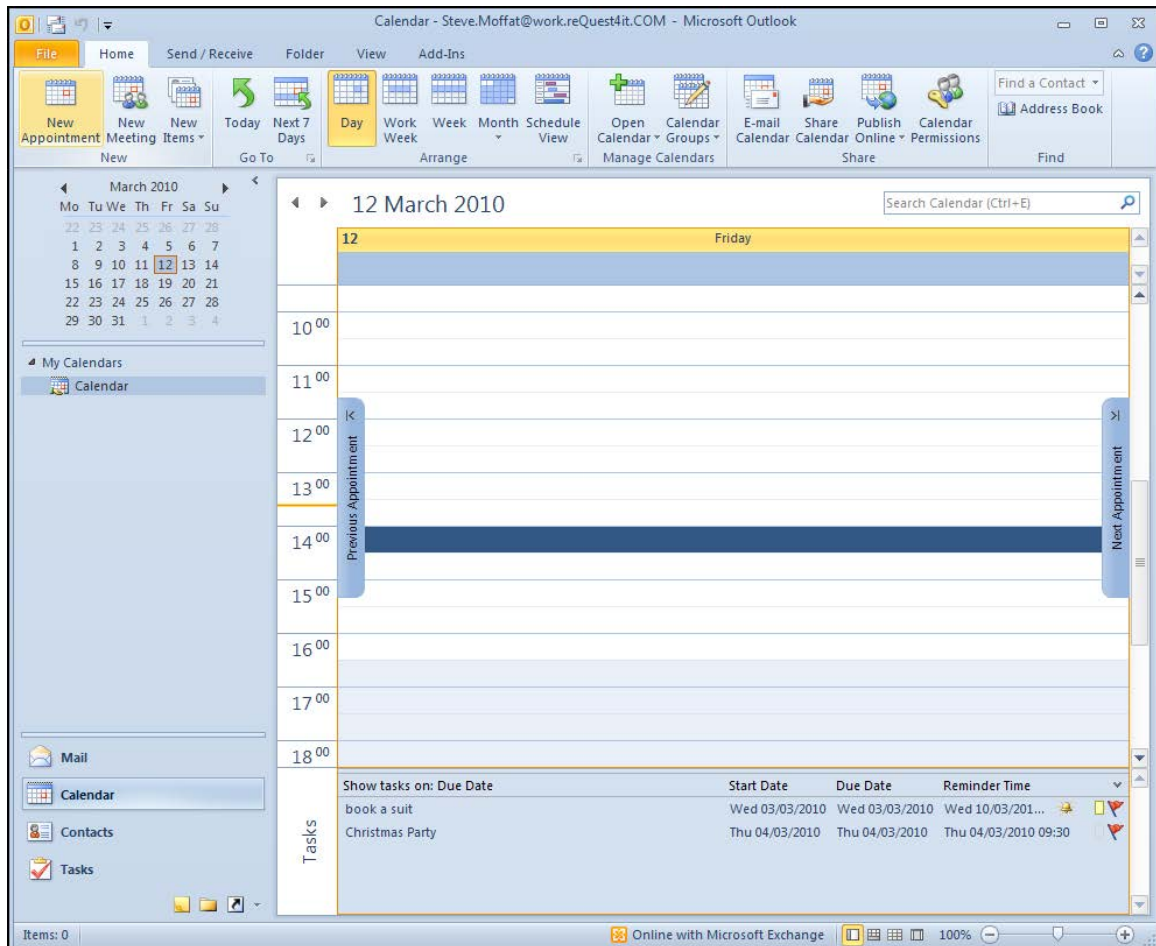 Calendar - Steve.Moffat@work.reQuest4it.COM - Microsoft Outlook
File Home Send / Receive Folder View Add-Ins
New Appointment
New Meeting
New Items
Today
Next 7 Days
Day
Work Week
Week
Month
Schedule View
Open Calendar
Calendar Groups
E-mail Calendar
Share Calendar
Publish Online
Calendar Permissions
Find a Contact
Address Book
New Go To Arrange Manage Calendars Share Find
March 2010
Mo Tu We Th Fr Sa Su
22 23 24 25 26 27 28
1 2 3 4 5 6 7
8 9 10 11 12 13 14
15 16 17 18 19 20 21
22 23 24 25 26 27 28
29 30 31 1 2 3 4
My Calendars
Calendar
Mail
Calendar
Contacts
Tasks
12 March 2010
Search Calendar (Ctrl+E)
12 Friday
10 00
11 00
12 00
13 00
14 00
15 00
16 00
17 00
18 00
Previous Appointment
Next Appointment
Tasks
Show tasks on: Due Date Start Date Due Date Reminder Time
book a suit Wed 03/03/2010 Wed 03/03/2010 Wed 10/03/201...
Christmas Party Thu 04/03/2010 Thu 04/03/2010 Thu 04/03/2010 09:30
Items: 0 Online with Microsoft Exchange 100%